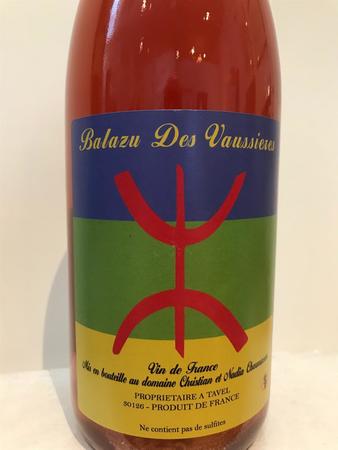 Balazu Des Vaussieres
Vin de France
Mis en bouteille au domaine Christian et Nadia Charmasson
PROPRIETAIRE A TAVEL
30126 - PRODUIT DE FRANCE
Ne contient pas de sulfites